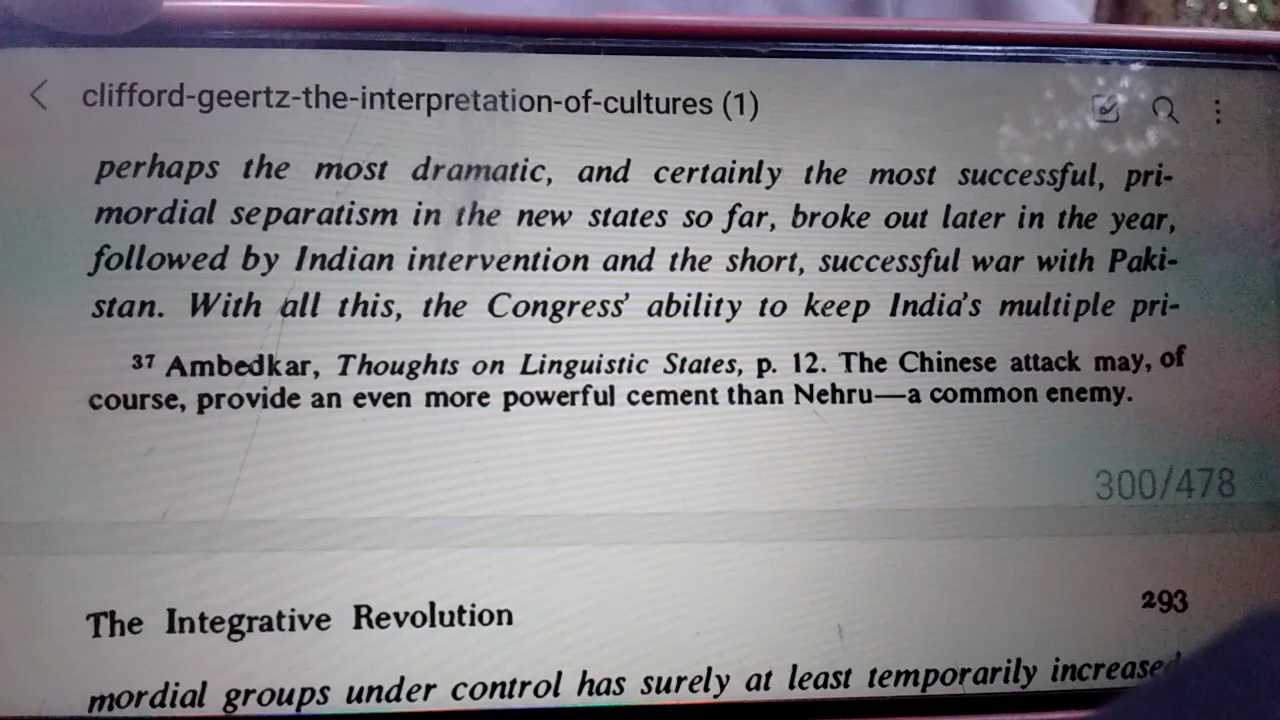 clifford-geertz-the-interpretation-of-cultures (1)
perhaps the most dramatic, and certainly the most successful, pri-
mordial separatism in the new states so far, broke out later in the year,
followed by Indian intervention and the short, successful war with Paki-
stan. With all this, the Congress' ability to keep India's multiple pri-
37 Ambedkar, Thoughts on Linguistic States, p. 12. The Chinese attack may, of
course, provide an even more powerful cement than Nehru—a common enemy.
300/478
The Integrative Revolution 293
mordial groups under control has surely at least temporarily increased